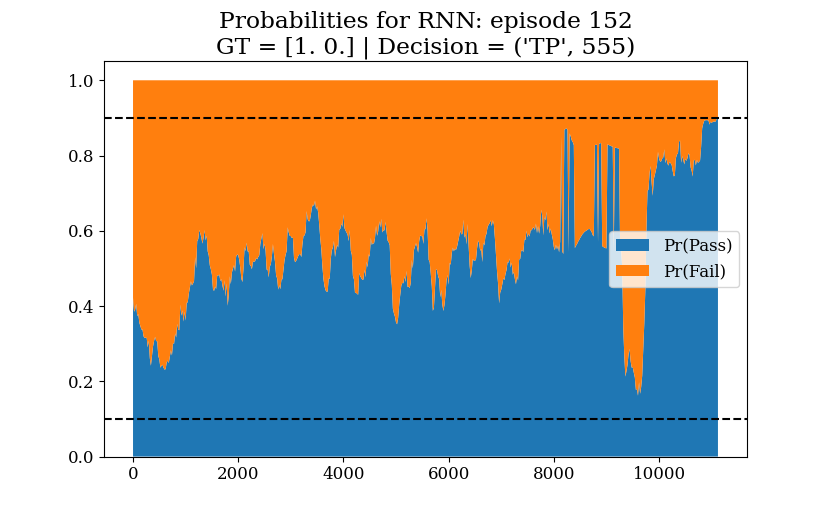 Probabilities for RNN: episode 152
GT = [1. 0.] | Decision = ('TP', 555)
1.0
0.8
0.6
0.4
0.2
0.0
Pr(Pass)
Pr(Fail)
0 2000 4000 6000 8000 10000